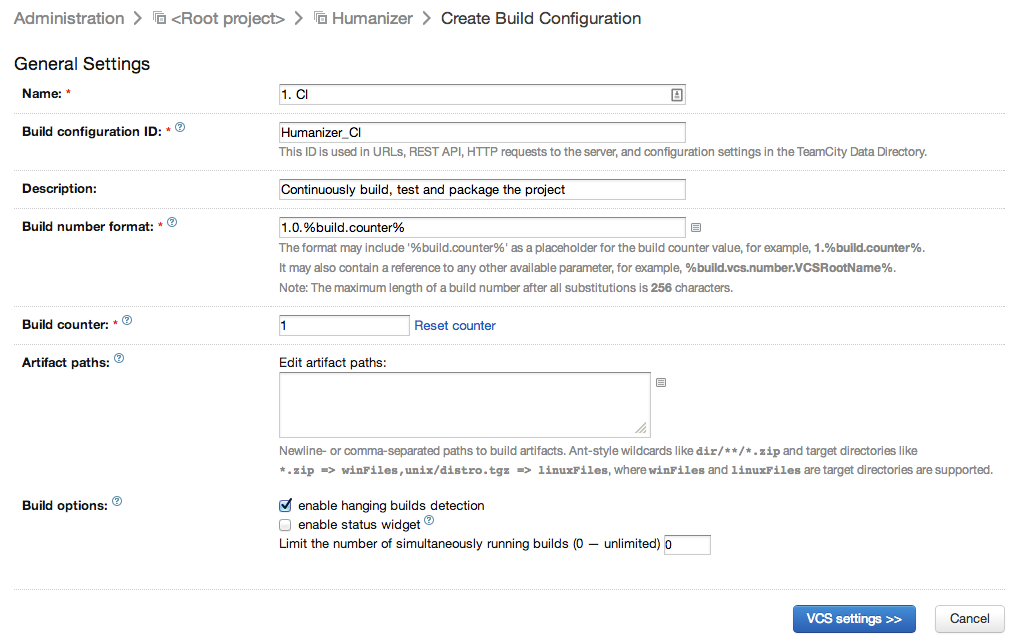 Administration > <Root project> > Humanizer > Create Build Configuration
General Settings
Name: * 1. CI
Build configuration ID: * ? Humanizer_CI
This ID is used in URLs, REST API, HTTP requests to the server, and configuration settings in the TeamCity Data Directory.
Description: Continuously build, test and package the project
Build number format: * ? 1.0.%build.counter%
The format may include '%build.counter%' as a placeholder for the build counter value, for example, 1.%build.counter%.
It may also contain a reference to any other available parameter, for example, %build.vcs.number.VCSRootName%.
Note: The maximum length of a build number after all substitutions is 256 characters.
Build counter: * ? 1 Reset counter
Artifact paths: ? Edit artifact paths:
Newline- or comma-separated paths to build artifacts. Ant-style wildcards like dir/**/*.zip and target directories like
*.zip => winFiles,unix/distro.tgz => linuxFiles, where winFiles and linuxFiles are target directories are supported.
Build options: ? enable hanging builds detection
enable status widget ?
Limit the number of simultaneously running builds (0 — unlimited) 0
VCS settings >> Cancel